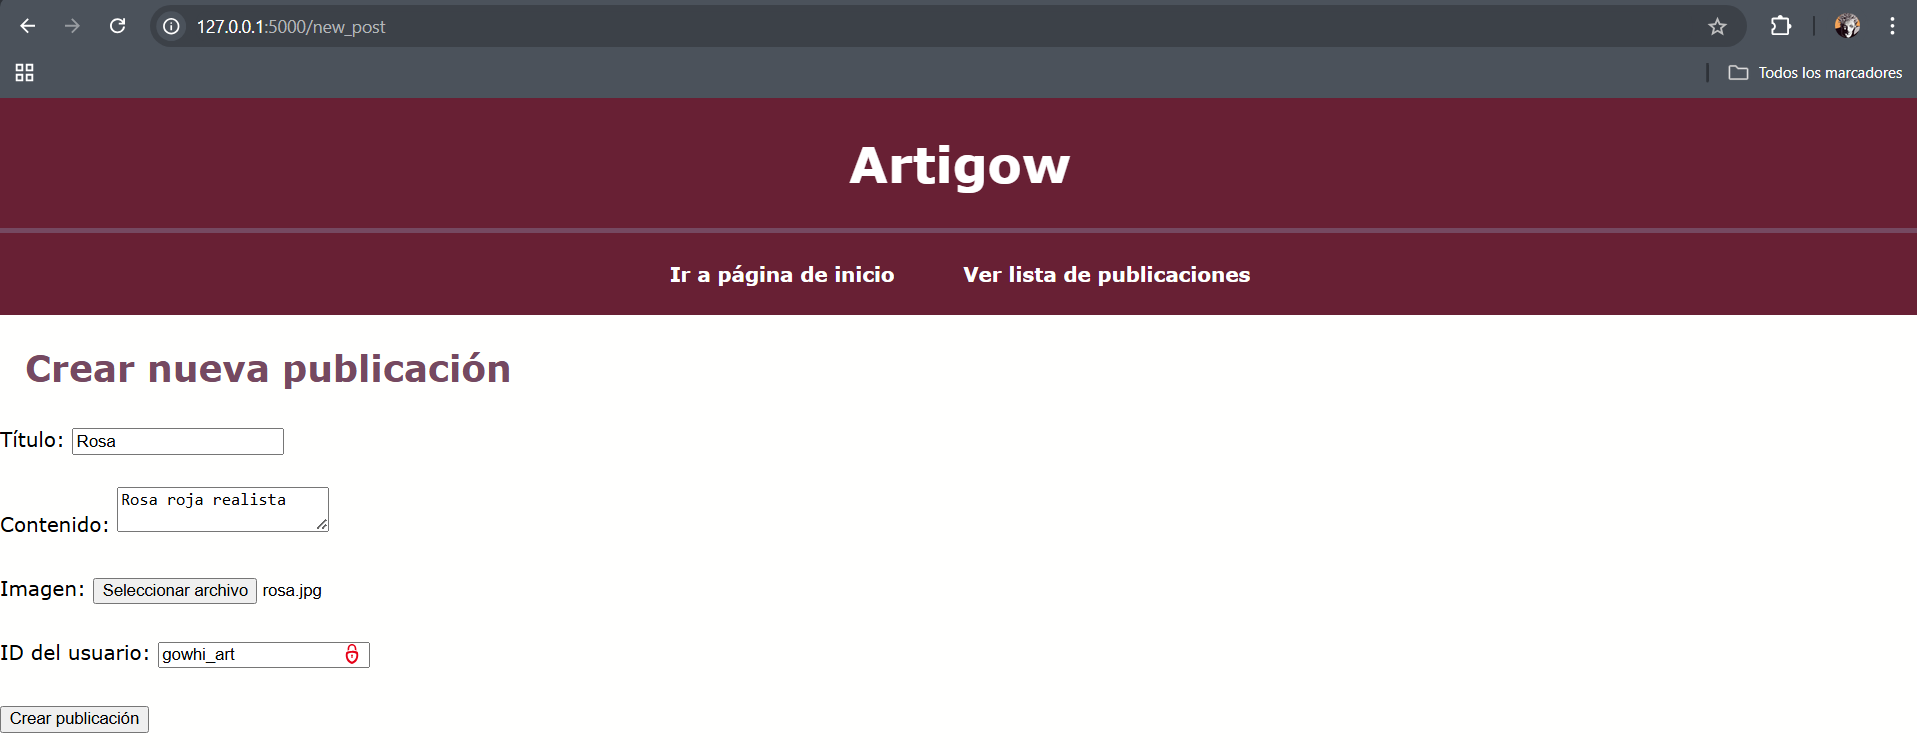 127.0.0.1:5000/new_post
Todos los marcadores
Artigow
Ir a página de inicio Ver lista de publicaciones
Crear nueva publicación
Título: Rosa
Contenido: Rosa roja realista
Imagen: Seleccionar archivo rosa.jpg
ID del usuario: gowhi_art
Crear publicación